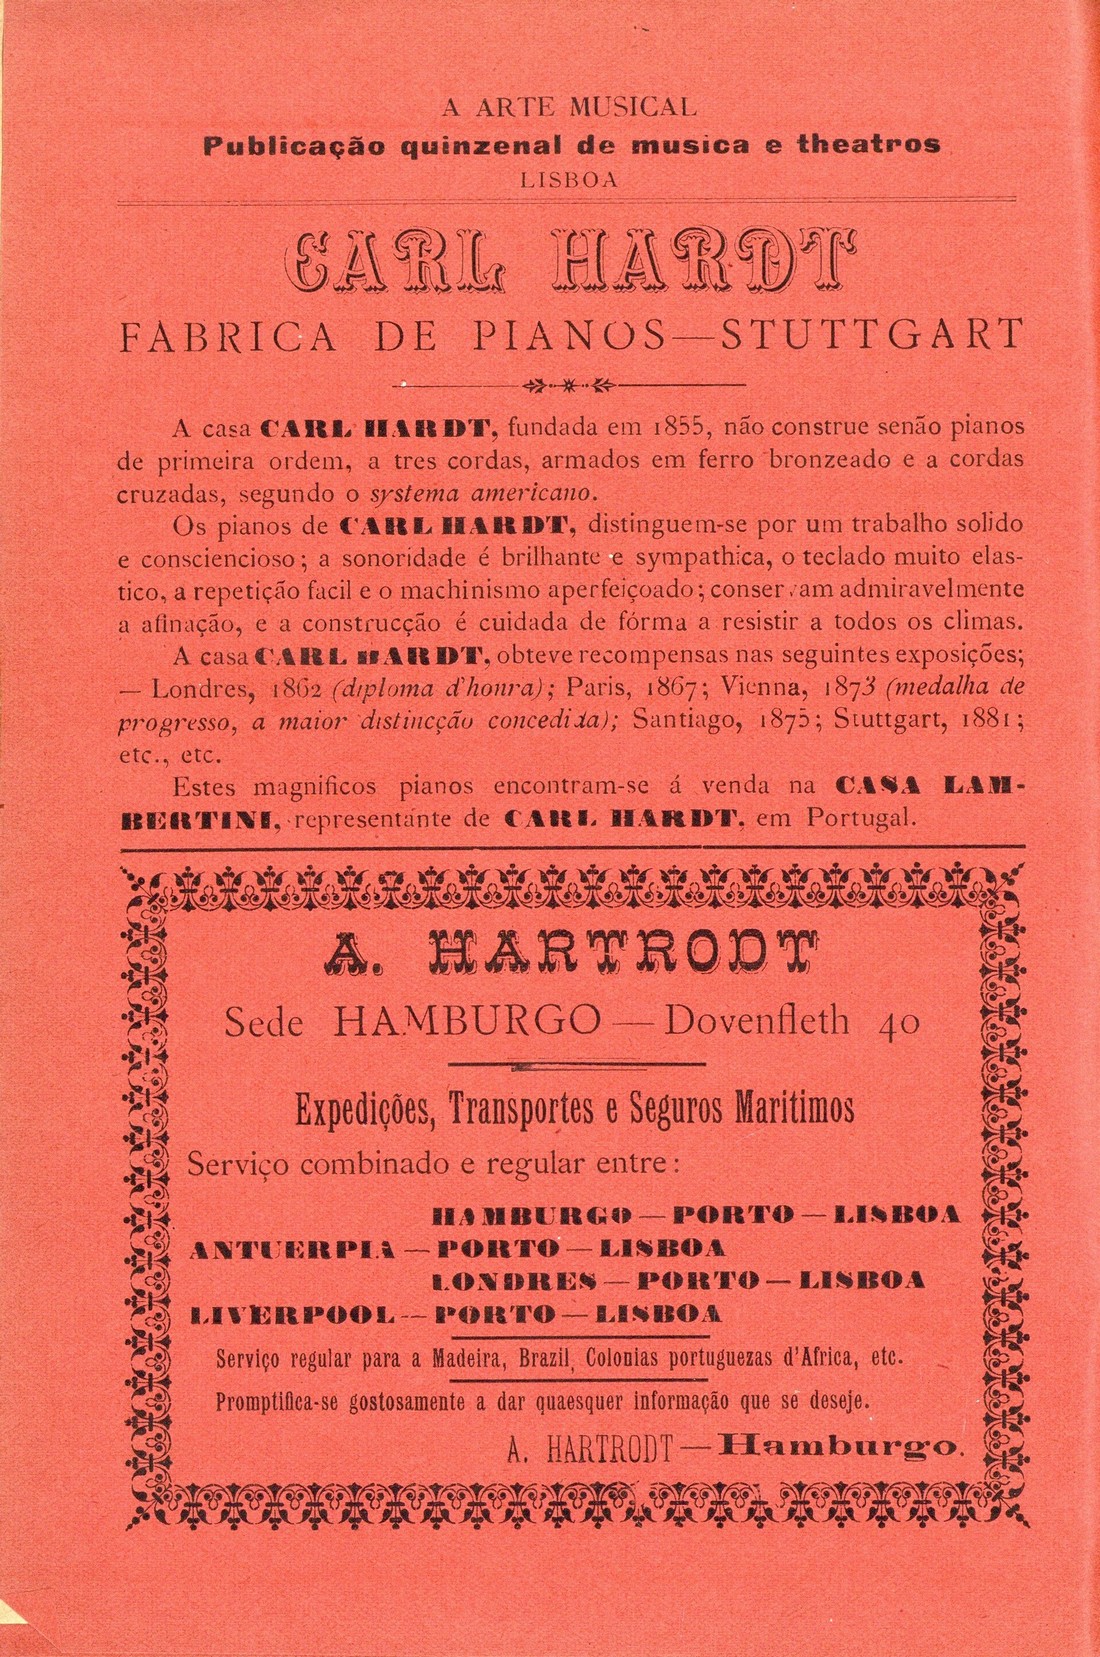 A ARTE MUSICAL
Publicação quinzenal de musica e theatros
LISBOA
CARL HARDT
FABRICA DE PIANOS—STUTTGART
A casa CARL HARDT, fundada em 1855, não construe senão pianos
de primeira ordem, a tres cordas, armados em ferro bronzeado e a cordas
cruzadas, segundo o systema americano.
Os pianos de CARL HARDT, distinguem-se por um trabalho solido
e consciencioso; a sonoridade é brilhante e sympathica, o teclado muito elas-
tico, a repetição facil e o machinismo aperfeiçoado; conservam admiravelmente
a afinação, e a construcção é cuidada de fórma a resistir a todos os climas.
A casa CARL HARDT, obteve recompensas nas seguintes exposições;
— Londres, 1862 (diploma d'honra); Paris, 1867; Vienna, 1873 (medalha de
progresso, a maior distincção concedida); Santiago, 1875; Stuttgart, 1881;
etc., etc.
Estes magnificos pianos encontram-se á venda na CASA LAM-
BERTINI, representante de CARL HARDT, em Portugal.
A. HARTRODT
Sede HAMBURGO — Dovenfleth 40
Expedições, Transportes e Seguros Maritimos
Serviço combinado e regular entre:
HAMBURGO — PORTO — LISBOA
ANTUERPIA — PORTO — LISBOA
LONDRES — PORTO — LISBOA
LIVERPOOL — PORTO — LISBOA
Serviço regular para a Madeira, Brazil, Colonias portuguezas d'Africa, etc.
Promptifica-se gostosamente a dar quaesquer informação que se deseje.
A. HARTRODT — Hamburgo.